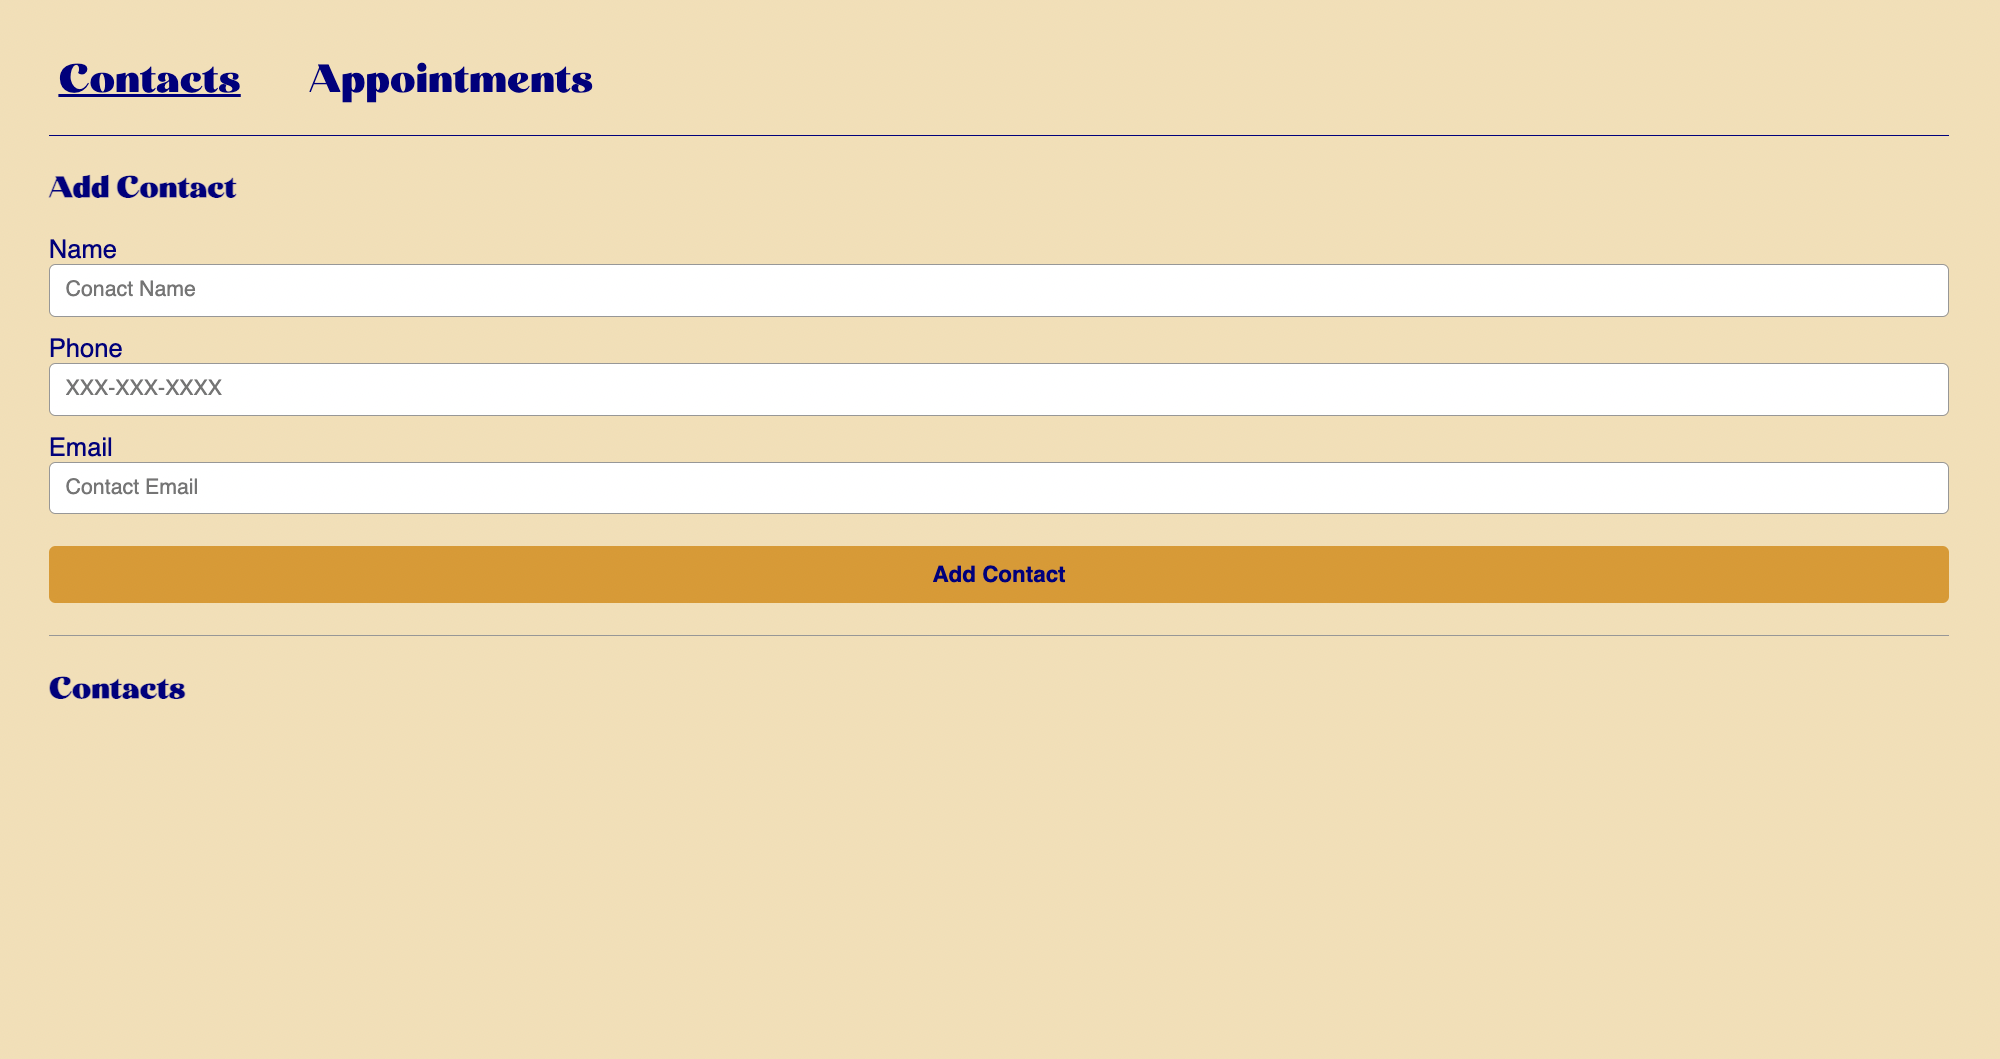 Contacts Appointments
Add Contact
Name
Conact Name
Phone
XXX-XXX-XXXX
Email
Contact Email
Add Contact
Contacts